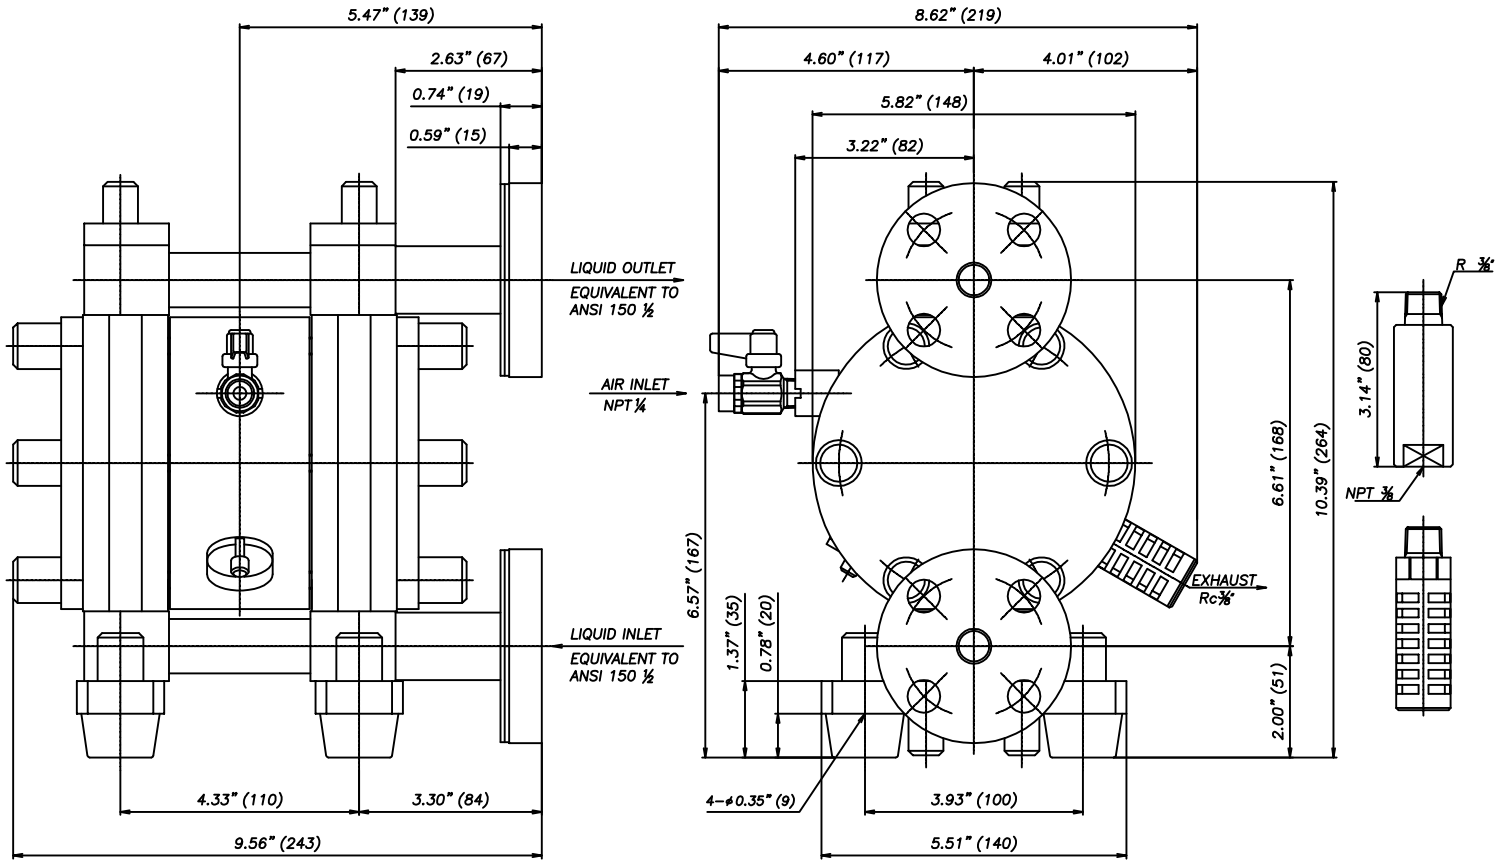 5.47" (139)
2.63" (67)
0.74" (19)
0.59" (15)
LIQUID OUTLET
EQUIVALENT TO
ANSI 150 ½
AIR INLET
NPT ¼
LIQUID INLET
EQUIVALENT TO
ANSI 150 ½
4.33" (110)
3.30" (84)
9.56" (243)
8.62" (219)
4.60" (117)
4.01" (102)
5.82" (148)
3.22" (82)
6.57" (167)
1.37" (35)
0.78" (20)
4-ϕ0.35" (9)
3.93" (100)
5.51" (140)
EXHAUST
Rc⅜"
6.61" (168)
10.39" (264)
2.00" (51)
R ⅜"
3.14" (80)
NPT ⅜